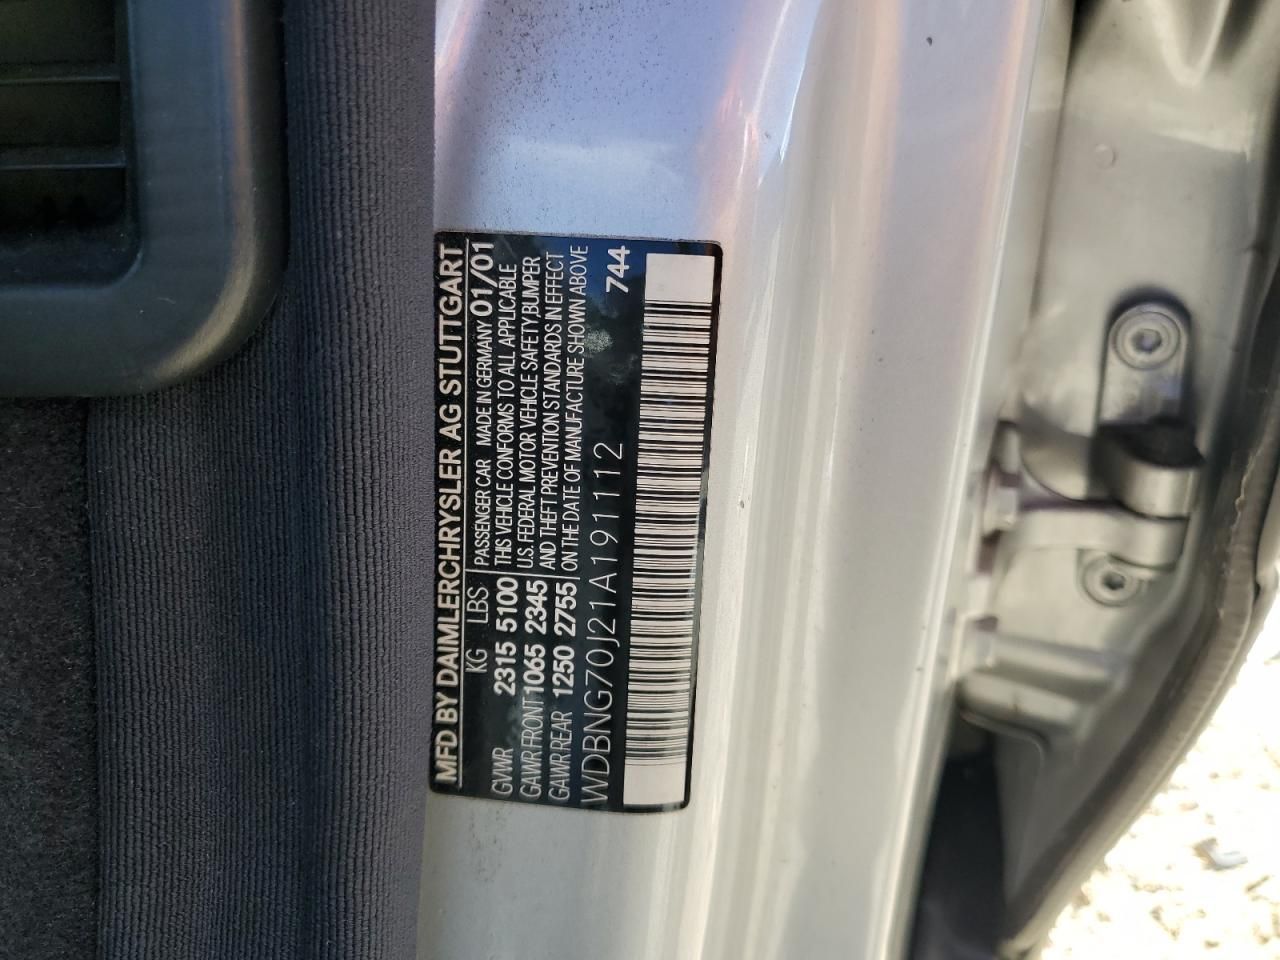 MFD BY DAIMLERCHRYSLER AG STUTTGART
KG LBS PASSENGER CAR MADE IN GERMANY 01/01
GVWR 2315 5100 THIS VEHICLE CONFORMS TO ALL APPLICABLE
U.S. FEDERAL MOTOR VEHICLE SAFETY,BUMPER
GAWR FRONT 1065 2345 AND THEFT PREVENTION STANDARDS IN EFFECT
GAWR REAR 1250 2755 ON THE DATE OF MANUFACTURE SHOWN ABOVE
WDBNG70J21A191112 744